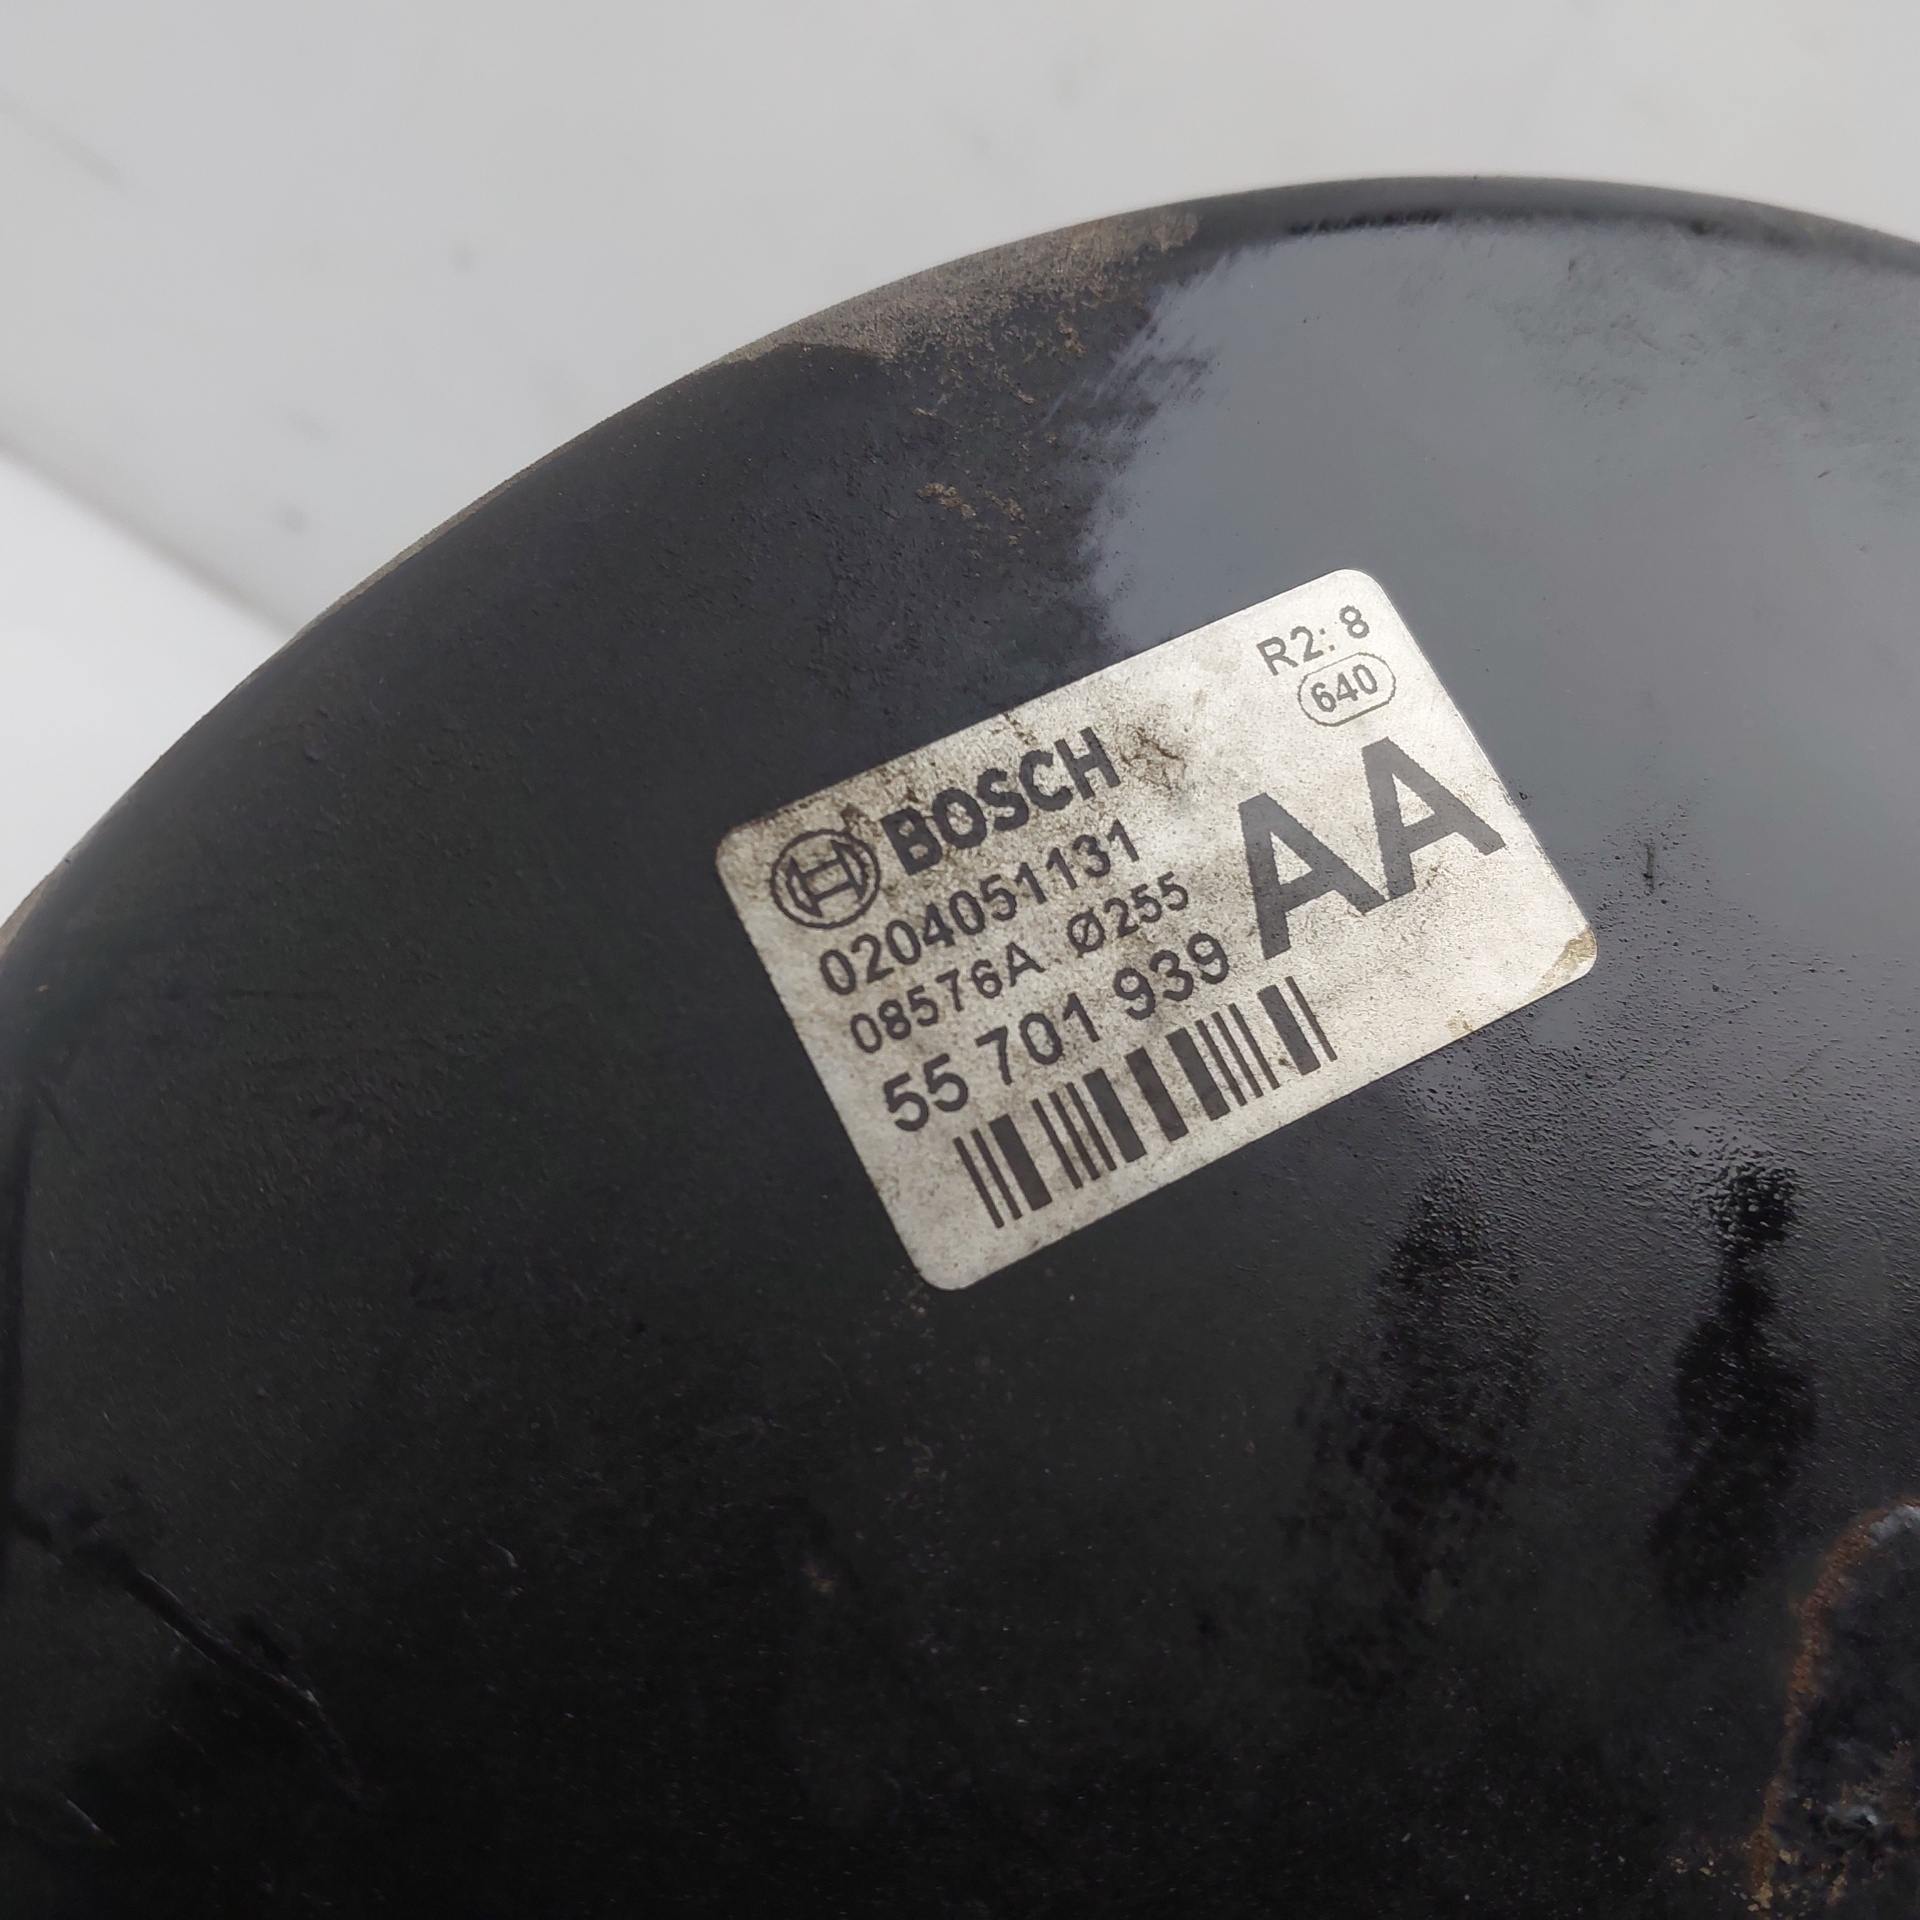 R2: 8
640
BOSCH
0204051131
08576A Ø255
55 701 939
AA